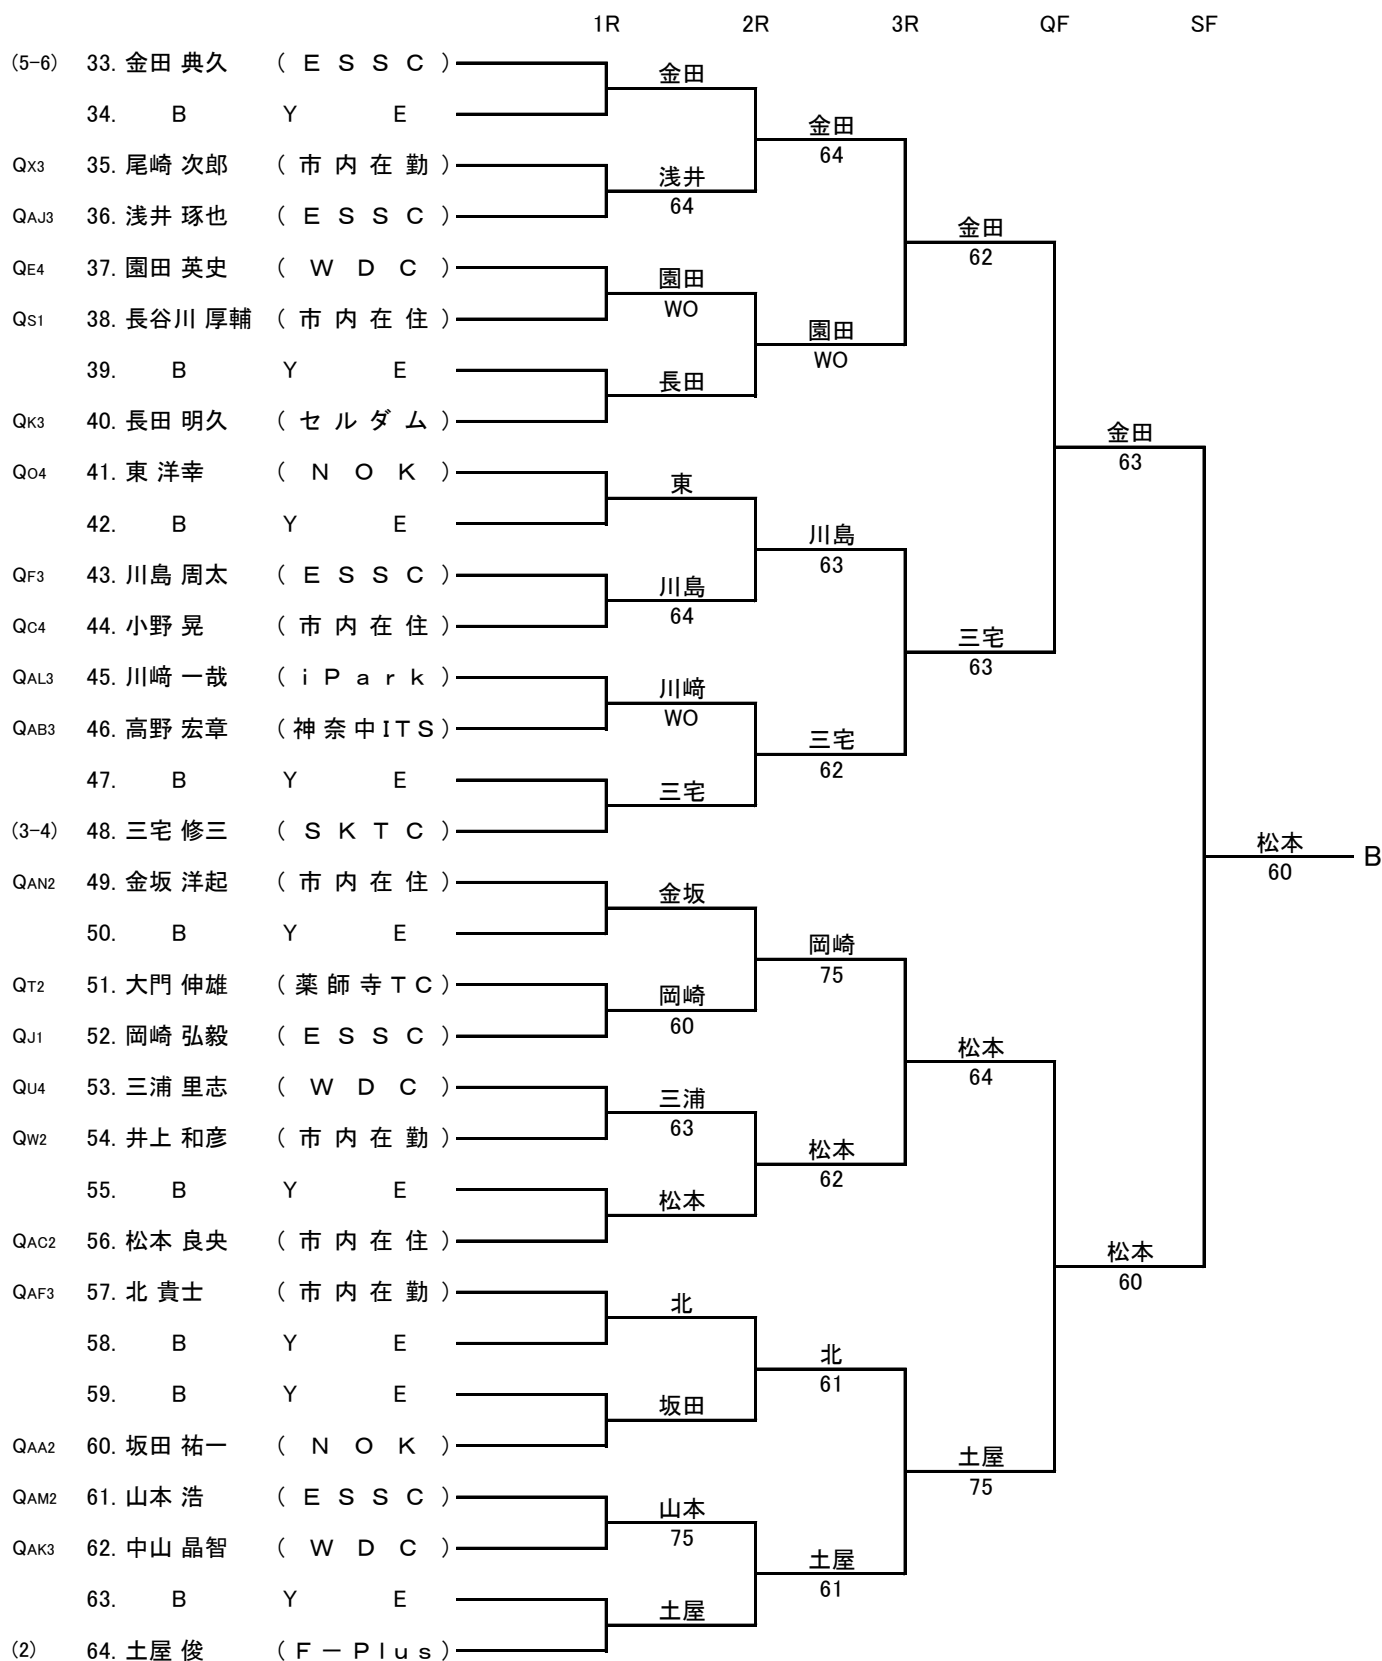 1R 2R 3R QF SF
(5-6) 33. 金田 典久 (ESSC)
金田
34. B Y E
金田
64
QX3 35. 尾崎 次郎 (市内在勤)
浅井
64
QAJ3 36. 浅井 琢也 (ESSC)
金田
62
QE4 37. 園田 英史 (WDC)
園田
WO
QS1 38. 長谷川 厚輔 (市内在住)
園田
WO
39. B Y E
長田
QK3 40. 長田 明久 (セルダム)
金田
63
QO4 41. 東 洋幸 (NOK)
東
42. B Y E
川島
63
QF3 43. 川島 周太 (ESSC)
川島
64
QC4 44. 小野 晃 (市内在住)
三宅
63
QAL3 45. 川﨑 一哉 (iPark)
川﨑
WO
QAB3 46. 高野 宏章 (神奈中ITS)
三宅
62
47. B Y E
三宅
(3-4) 48. 三宅 修三 (SKTC)
松本
60
B
QAN2 49. 金坂 洋起 (市内在住)
金坂
50. B Y E
岡崎
75
QT2 51. 大門 伸雄 (薬師寺TC)
岡崎
60
QJ1 52. 岡崎 弘毅 (ESSC)
松本
64
QU4 53. 三浦 里志 (WDC)
三浦
63
QW2 54. 井上 和彦 (市内在勤)
松本
62
55. B Y E
松本
QAC2 56. 松本 良央 (市内在住)
松本
60
QAF3 57. 北 貴士 (市内在勤)
北
58. B Y E
北
61
59. B Y E
坂田
QAA2 60. 坂田 祐一 (NOK)
土屋
75
QAM2 61. 山本 浩 (ESSC)
山本
75
QAK3 62. 中山 晶智 (WDC)
土屋
61
63. B Y E
土屋
(2) 64. 土屋 俊 (F-Plus)